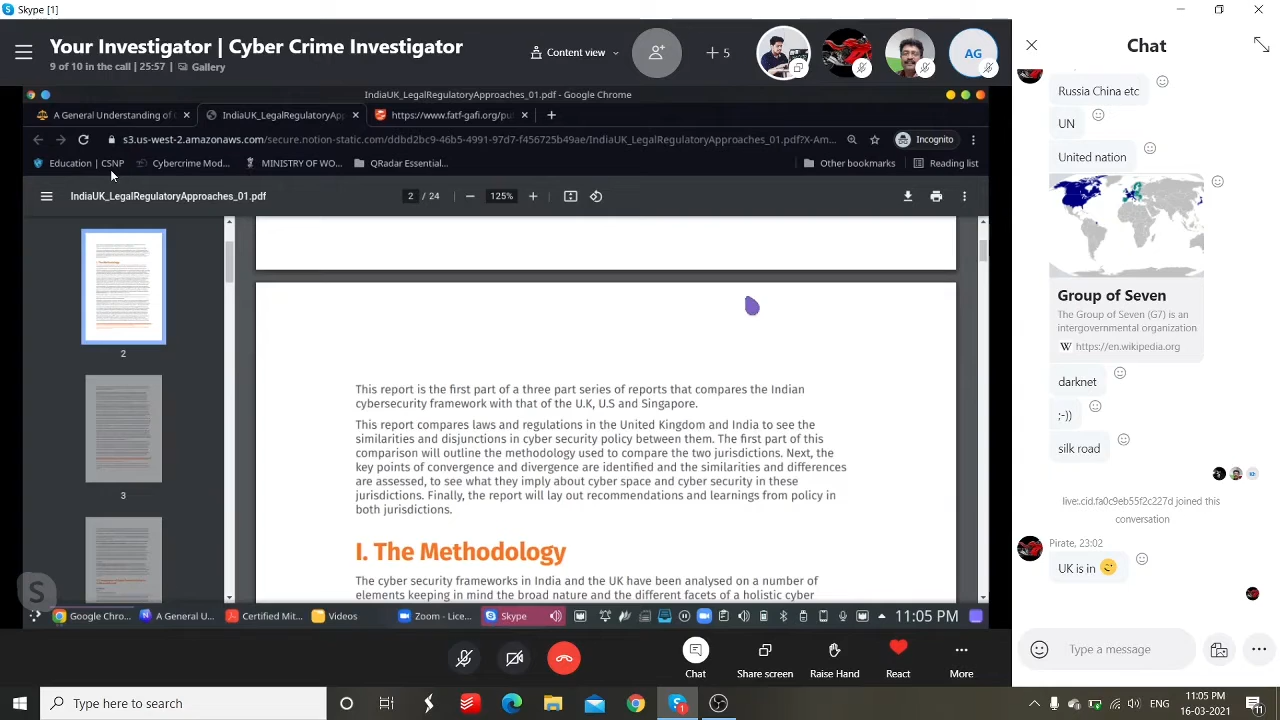 Skype [1]
Your Investigator | Cyber Crime Investigator
9 of 19 in the call | 25:57 | Gallery
Content view
+ 5
AG
IndiaUK_LegalRegulatoryApproaches_01.pdf - Google Chrome
A General Understanding of C
IndiaUK_LegalRegulatoryApp
https://www.fatf-gafi.org/pu
s3.us-west-2.amazonaws.com/secure.notion-static.com/ddbd2bc9-46b5-4991-97d7-f456725b49ae/IndiaUK_LegalRegulatoryApproaches_01.pdf?X-Am...
Incognito
Education | CSNP
Cybercrime Mod...
MINISTRY OF WO...
QRadar Essential...
Other bookmarks
Reading list
IndiaUK_LegalRegulatoryApproaches_01.pdf
2 / 24
125%
2
3
This report is the first part of a three part series of reports that compares the Indian
cybersecurity framework with that of the U.K, U.S and Singapore.
This report compares laws and regulations in the United Kingdom and India to see the
similarities and disjunctions in cyber security policy between them. The first part of this
comparison will outline the methodology used to compare the two jurisdictions. Next, the
key points of convergence and divergence are identified and the similarities and differences
are assessed, to see what they imply about cyber space and cyber security in these
jurisdictions. Finally, the report will lay out recommendations and learnings from policy in
both jurisdictions.
I. The Methodology
The cyber security frameworks in India and the UK have been analysed on a number of
elements keeping in mind the broad nature and the different facets of a holistic cyber
Google Chro...
A General U...
Certified Mit...
Videos
Zoom - Lice...
Skype
11:05 PM
Chat
Share screen
Raise Hand
React
More
Chat
Russia China etc
UN
United nation
Group of Seven
The Group of Seven (G7) is an
intergovernmental organization
W https://en.wikipedia.org
darknet
:-))
silk road
live:.cid.fa0c9eb55f2c227d joined this
conversation
Pirate, 23:02
UK is in
Type a message
Type here to search
1
11:05 PM
11